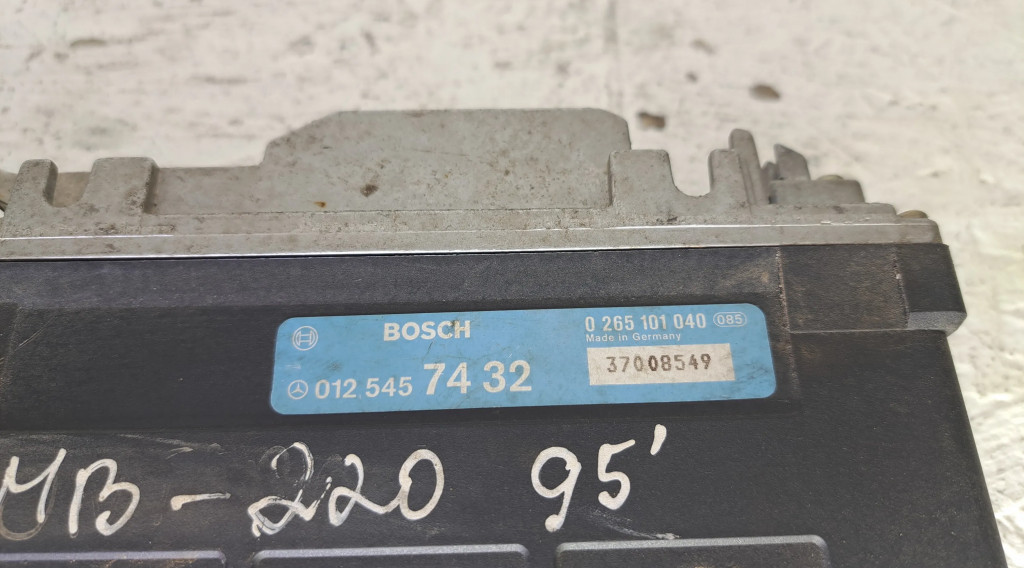 BOSCH
0 265 101 040 085
Made in Germany
012 545 74 32
37008549
MB - 220 95'